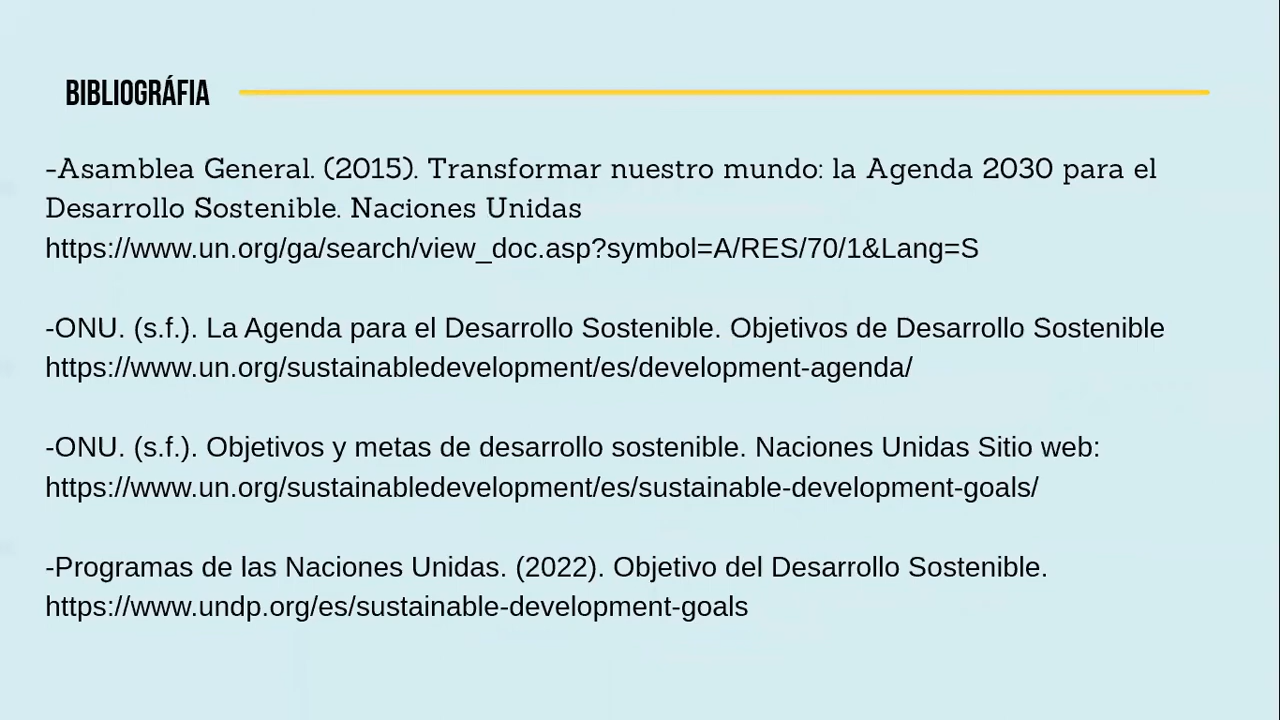 BIBLIOGRÁFIA
-Asamblea General. (2015). Transformar nuestro mundo: la Agenda 2030 para el
Desarrollo Sostenible. Naciones Unidas
https://www.un.org/ga/search/view_doc.asp?symbol=A/RES/70/1&Lang=S
-ONU. (s.f.). La Agenda para el Desarrollo Sostenible. Objetivos de Desarrollo Sostenible
https://www.un.org/sustainabledevelopment/es/development-agenda/
-ONU. (s.f.). Objetivos y metas de desarrollo sostenible. Naciones Unidas Sitio web:
https://www.un.org/sustainabledevelopment/es/sustainable-development-goals/
-Programas de las Naciones Unidas. (2022). Objetivo del Desarrollo Sostenible.
https://www.undp.org/es/sustainable-development-goals